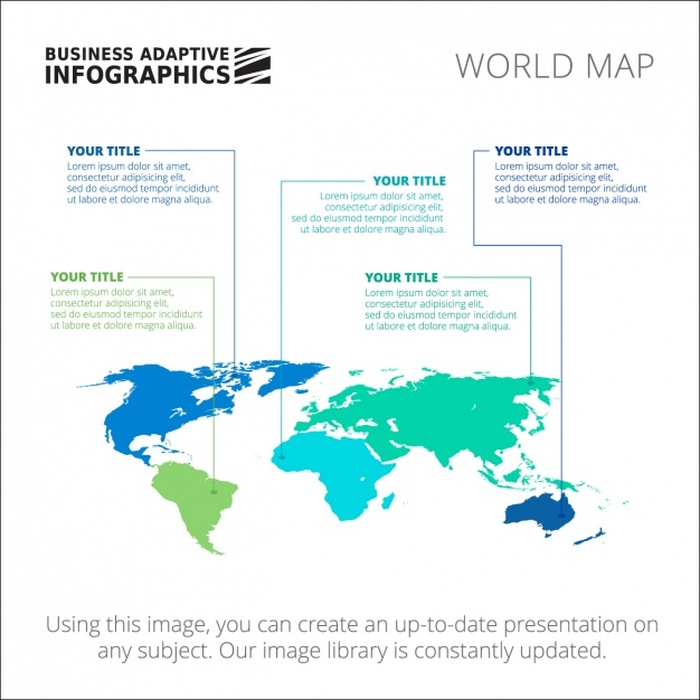 BUSINESS ADAPTIVE
INFOGRAPHICS
WORLD MAP
YOUR TITLE
Lorem ipsum dolor sit amet,
consectetur adipisicing elit,
sed do eiusmod tempor incididunt
ut labore et dolore magna aliqua.
YOUR TITLE
Lorem ipsum dolor sit amet,
consectetur adipisicing elit,
sed do eiusmod tempor incididunt
ut labore et dolore magna aliqua.
YOUR TITLE
Lorem ipsum dolor sit amet,
consectetur adipisicing elit,
sed do eiusmod tempor incididunt
ut labore et dolore magna aliqua.
YOUR TITLE
Lorem ipsum dolor sit amet,
consectetur adipisicing elit,
sed do eiusmod tempor incididunt
ut labore et dolore magna aliqua.
YOUR TITLE
Lorem ipsum dolor sit amet,
consectetur adipisicing elit,
sed do eiusmod tempor incididunt
ut labore et dolore magna aliqua.
Using this image, you can create an up-to-date presentation on
any subject. Our image library is constantly updated.